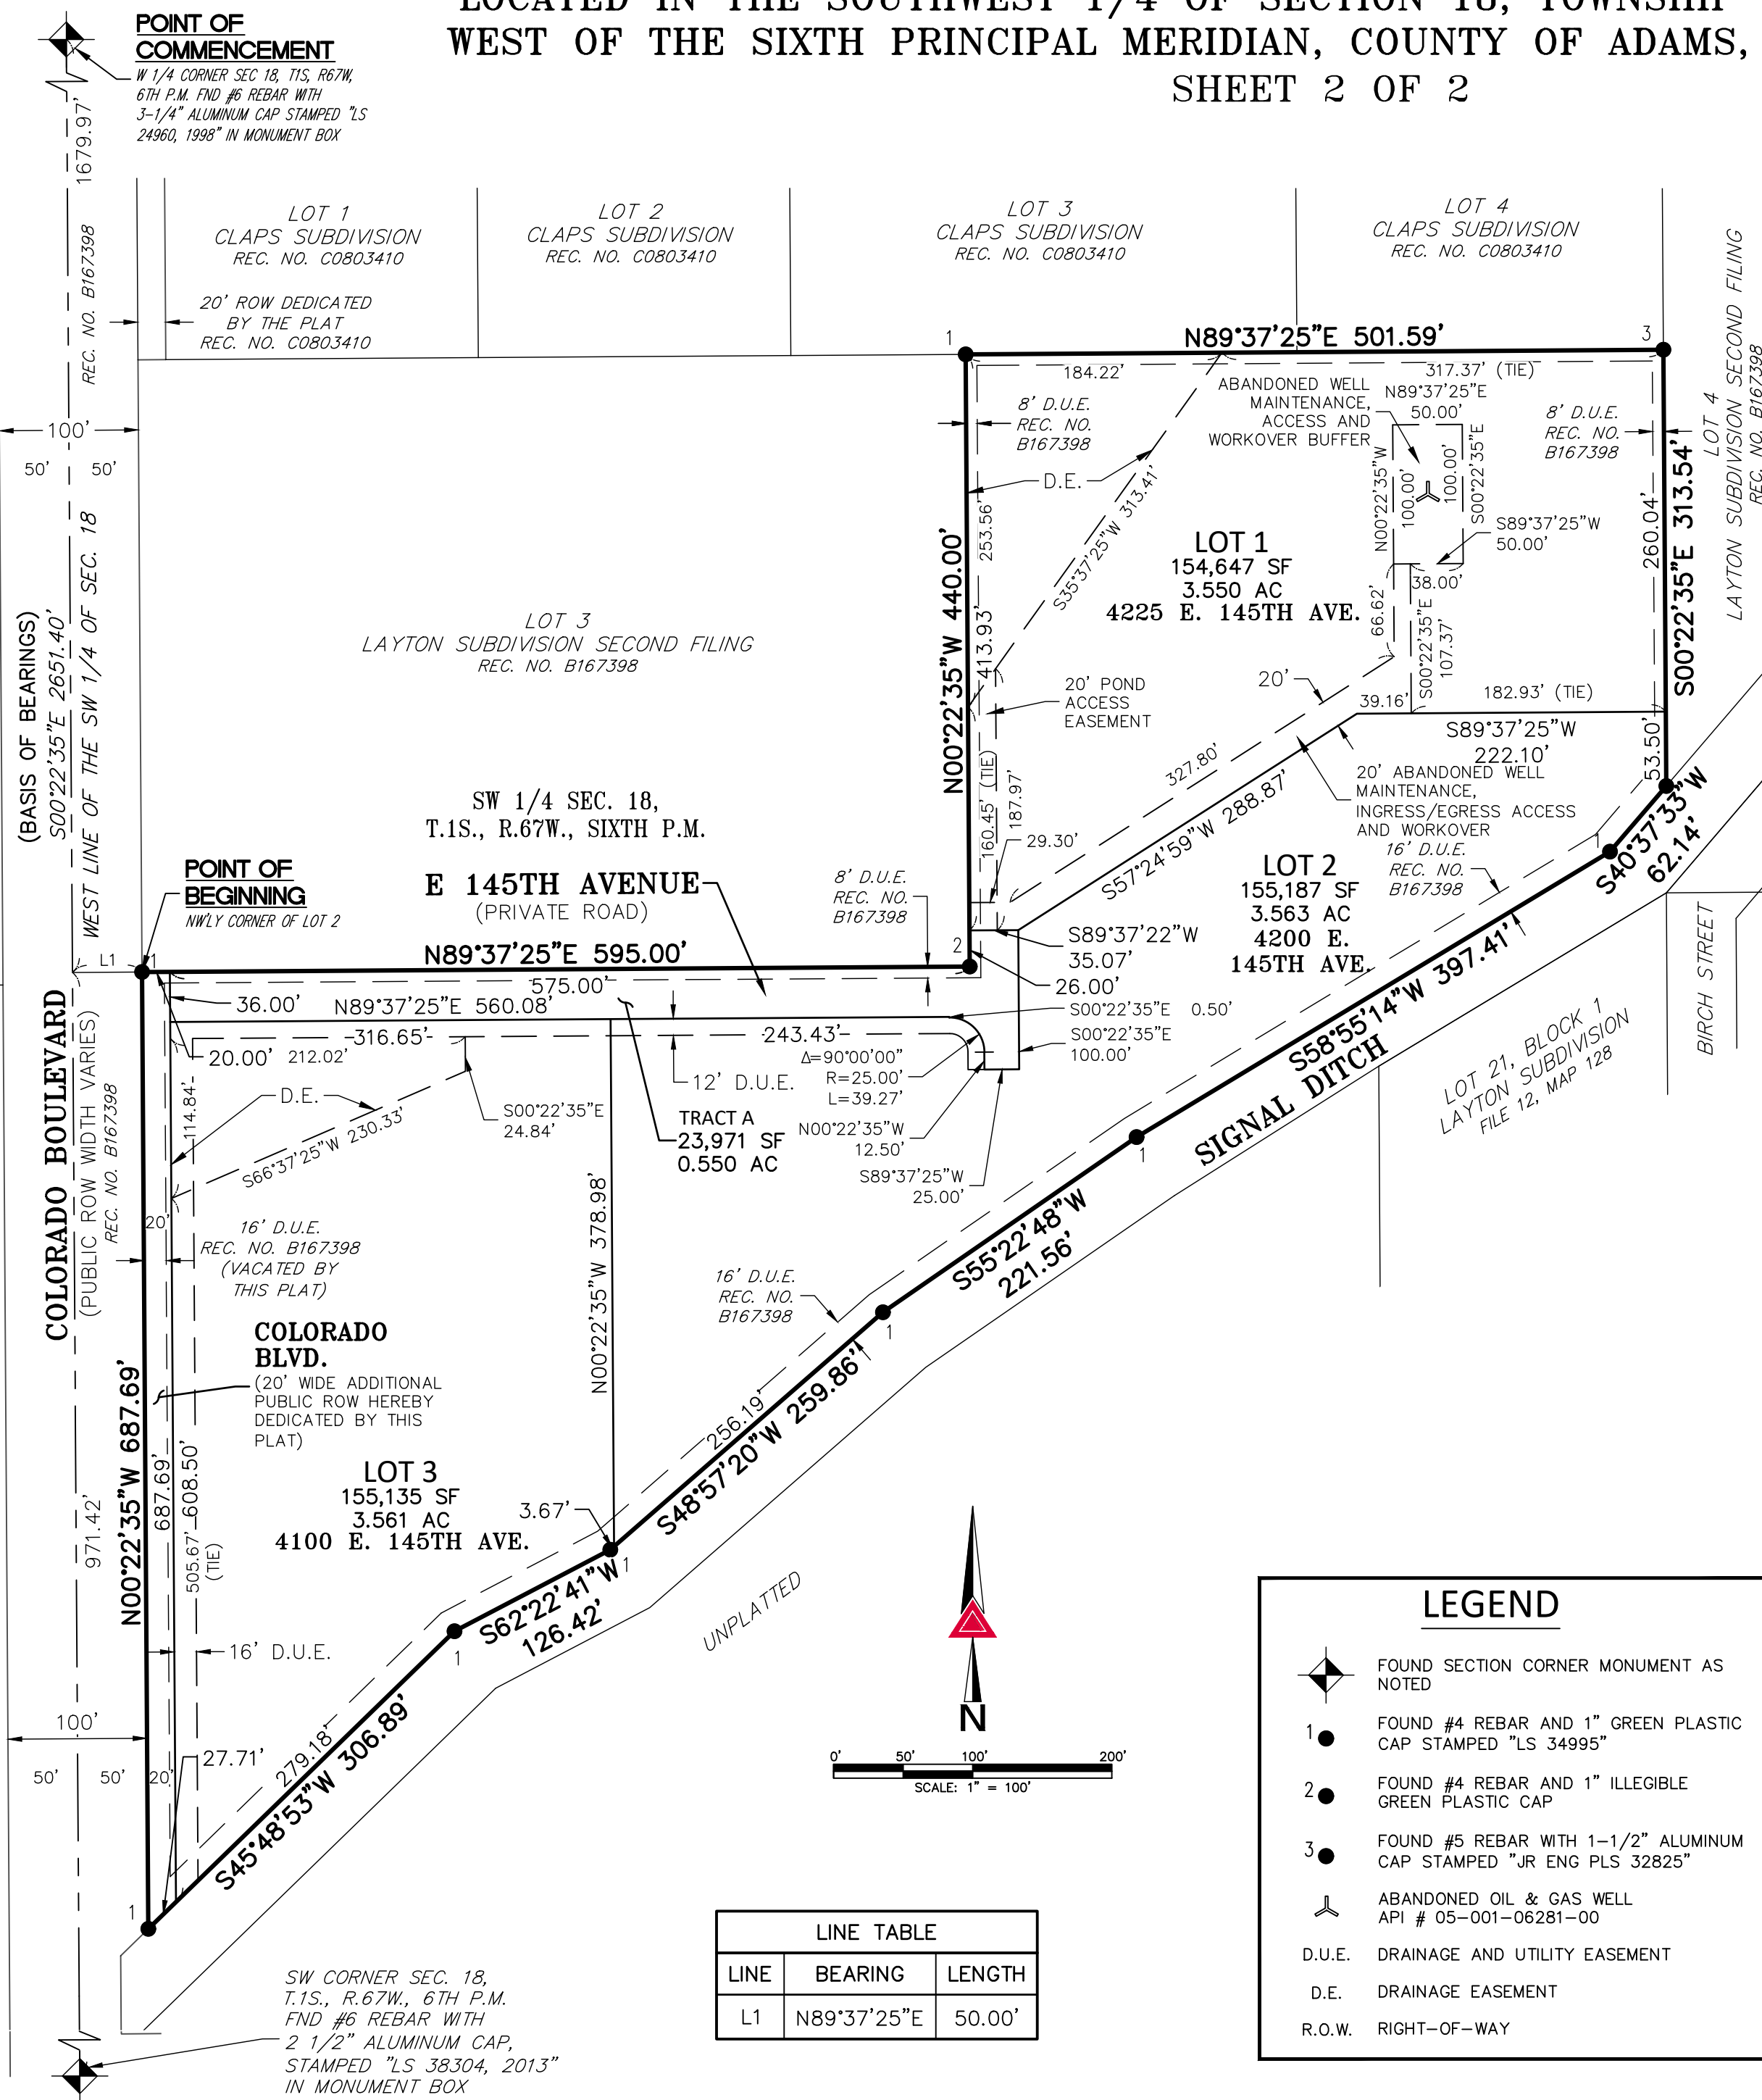 LOCATED IN THE SOUTHWEST 1/4 OF SECTION 18, TOWNSHIP
WEST OF THE SIXTH PRINCIPAL MERIDIAN, COUNTY OF ADAMS,
SHEET 2 OF 2
POINT OF
COMMENCEMENT
W 1/4 CORNER SEC 18, T1S, R67W,
6TH P.M. FND #6 REBAR WITH
3-1/4" ALUMINUM CAP STAMPED "LS
24960, 1998" IN MONUMENT BOX
1679.97'
REC. NO. B167398
LOT 1
CLAPS SUBDIVISION
REC. NO. C0803410
LOT 2
CLAPS SUBDIVISION
REC. NO. C0803410
LOT 3
CLAPS SUBDIVISION
REC. NO. C0803410
LOT 4
CLAPS SUBDIVISION
REC. NO. C0803410
20' ROW DEDICATED
BY THE PLAT
REC. NO. C0803410
LOT 4
LAYTON SUBDIVISION SECOND FILING
REC. NO. B167398
1
N89°37'25"E 501.59'
3
184.22'
317.37' (TIE)
ABANDONED WELL
MAINTENANCE,
ACCESS AND
WORKOVER BUFFER
N89°37'25"E
50.00'
8' D.U.E.
REC. NO.
B167398
8' D.U.E.
REC. NO.
B167398
100'
50'
50'
D.E.
S35°37'25"W 313.41'
253.56'
N00°22'35"W
100.00'
100.00'
S00°22'35"E
S89°37'25"W
50.00'
260.04'
S00°22'35"E 313.54'
LOT 1
154,647 SF
3.550 AC
4225 E. 145TH AVE.
38.00'
66.62'
S00°22'35"E
107.37'
N00°22'35"W 440.00'
413.93'
(BASIS OF BEARINGS)
S00°22'35"E 2651.40'
WEST LINE OF THE SW 1/4 OF SEC. 18
LOT 3
LAYTON SUBDIVISION SECOND FILING
REC. NO. B167398
20' POND
ACCESS
EASEMENT
20'
39.16'
182.93' (TIE)
S89°37'25"W
222.10'
53.50'
327.80'
S57°24'59"W 288.87'
20' ABANDONED WELL
MAINTENANCE,
INGRESS/EGRESS ACCESS
AND WORKOVER
160.45' (TIE)
187.97'
29.30'
SW 1/4 SEC. 18,
T.1S., R.67W., SIXTH P.M.
16' D.U.E.
REC. NO.
B167398
1
S40°37'33"W
62.14'
LOT 2
155,187 SF
3.563 AC
4200 E.
145TH AVE.
POINT OF
BEGINNING
NW'LY CORNER OF LOT 2
E 145TH AVENUE
(PRIVATE ROAD)
8' D.U.E.
REC. NO.
B167398
S89°37'22"W
35.07'
26.00'
L1
1
N89°37'25"E 595.00'
2
575.00'
36.00'
N89°37'25"E 560.08'
S00°22'35"E 0.50'
S00°22'35"E
100.00'
316.65'
243.43'
20.00'
212.02'
Δ=90°00'00"
R=25.00'
L=39.27'
12' D.U.E.
S58°55'14"W 397.41'
SIGNAL DITCH
BIRCH STREET
LOT 21, BLOCK 1
LAYTON SUBDIVISION
FILE 12, MAP 128
COLORADO BOULEVARD
(PUBLIC ROW WIDTH VARIES)
REC. NO. B167398
114.84'
D.E.
S66°37'25"W 230.33'
S00°22'35"E
24.84'
TRACT A
23,971 SF
0.550 AC
N00°22'35"W
12.50'
S89°37'25"W
25.00'
1
20'
16' D.U.E.
REC. NO. B167398
(VACATED BY
THIS PLAT)
N00°22'35"W 378.98'
16' D.U.E.
REC. NO.
B167398
S55°22'48"W
221.56'
1
COLORADO
BLVD.
(20' WIDE ADDITIONAL
PUBLIC ROW HEREBY
DEDICATED BY THIS
PLAT)
N00°22'35"W 687.69'
687.69'
608.50'
505.67'
(TIE)
971.42'
256.19'
S48°57'20"W 259.86'
LOT 3
155,135 SF
3.561 AC
4100 E. 145TH AVE.
3.67'
1
S62°22'41"W
126.42'
1
UNPLATTED
16' D.U.E.
100'
50'
50'
20'
27.71'
279.18'
S45°48'53"W 306.89'
1
N
0'
50'
100'
200'
SCALE: 1" = 100'
SW CORNER SEC. 18,
T.1S., R.67W., 6TH P.M.
FND #6 REBAR WITH
2 1/2" ALUMINUM CAP,
STAMPED "LS 38304, 2013"
IN MONUMENT BOX
LINE TABLE
LINE BEARING LENGTH
L1 N89°37'25"E 50.00'
LEGEND
FOUND SECTION CORNER MONUMENT AS
NOTED
1 FOUND #4 REBAR AND 1" GREEN PLASTIC
CAP STAMPED "LS 34995"
2 FOUND #4 REBAR AND 1" ILLEGIBLE
GREEN PLASTIC CAP
3 FOUND #5 REBAR WITH 1-1/2" ALUMINUM
CAP STAMPED "JR ENG PLS 32825"
ABANDONED OIL & GAS WELL
API # 05-001-06281-00
D.U.E. DRAINAGE AND UTILITY EASEMENT
D.E. DRAINAGE EASEMENT
R.O.W. RIGHT-OF-WAY